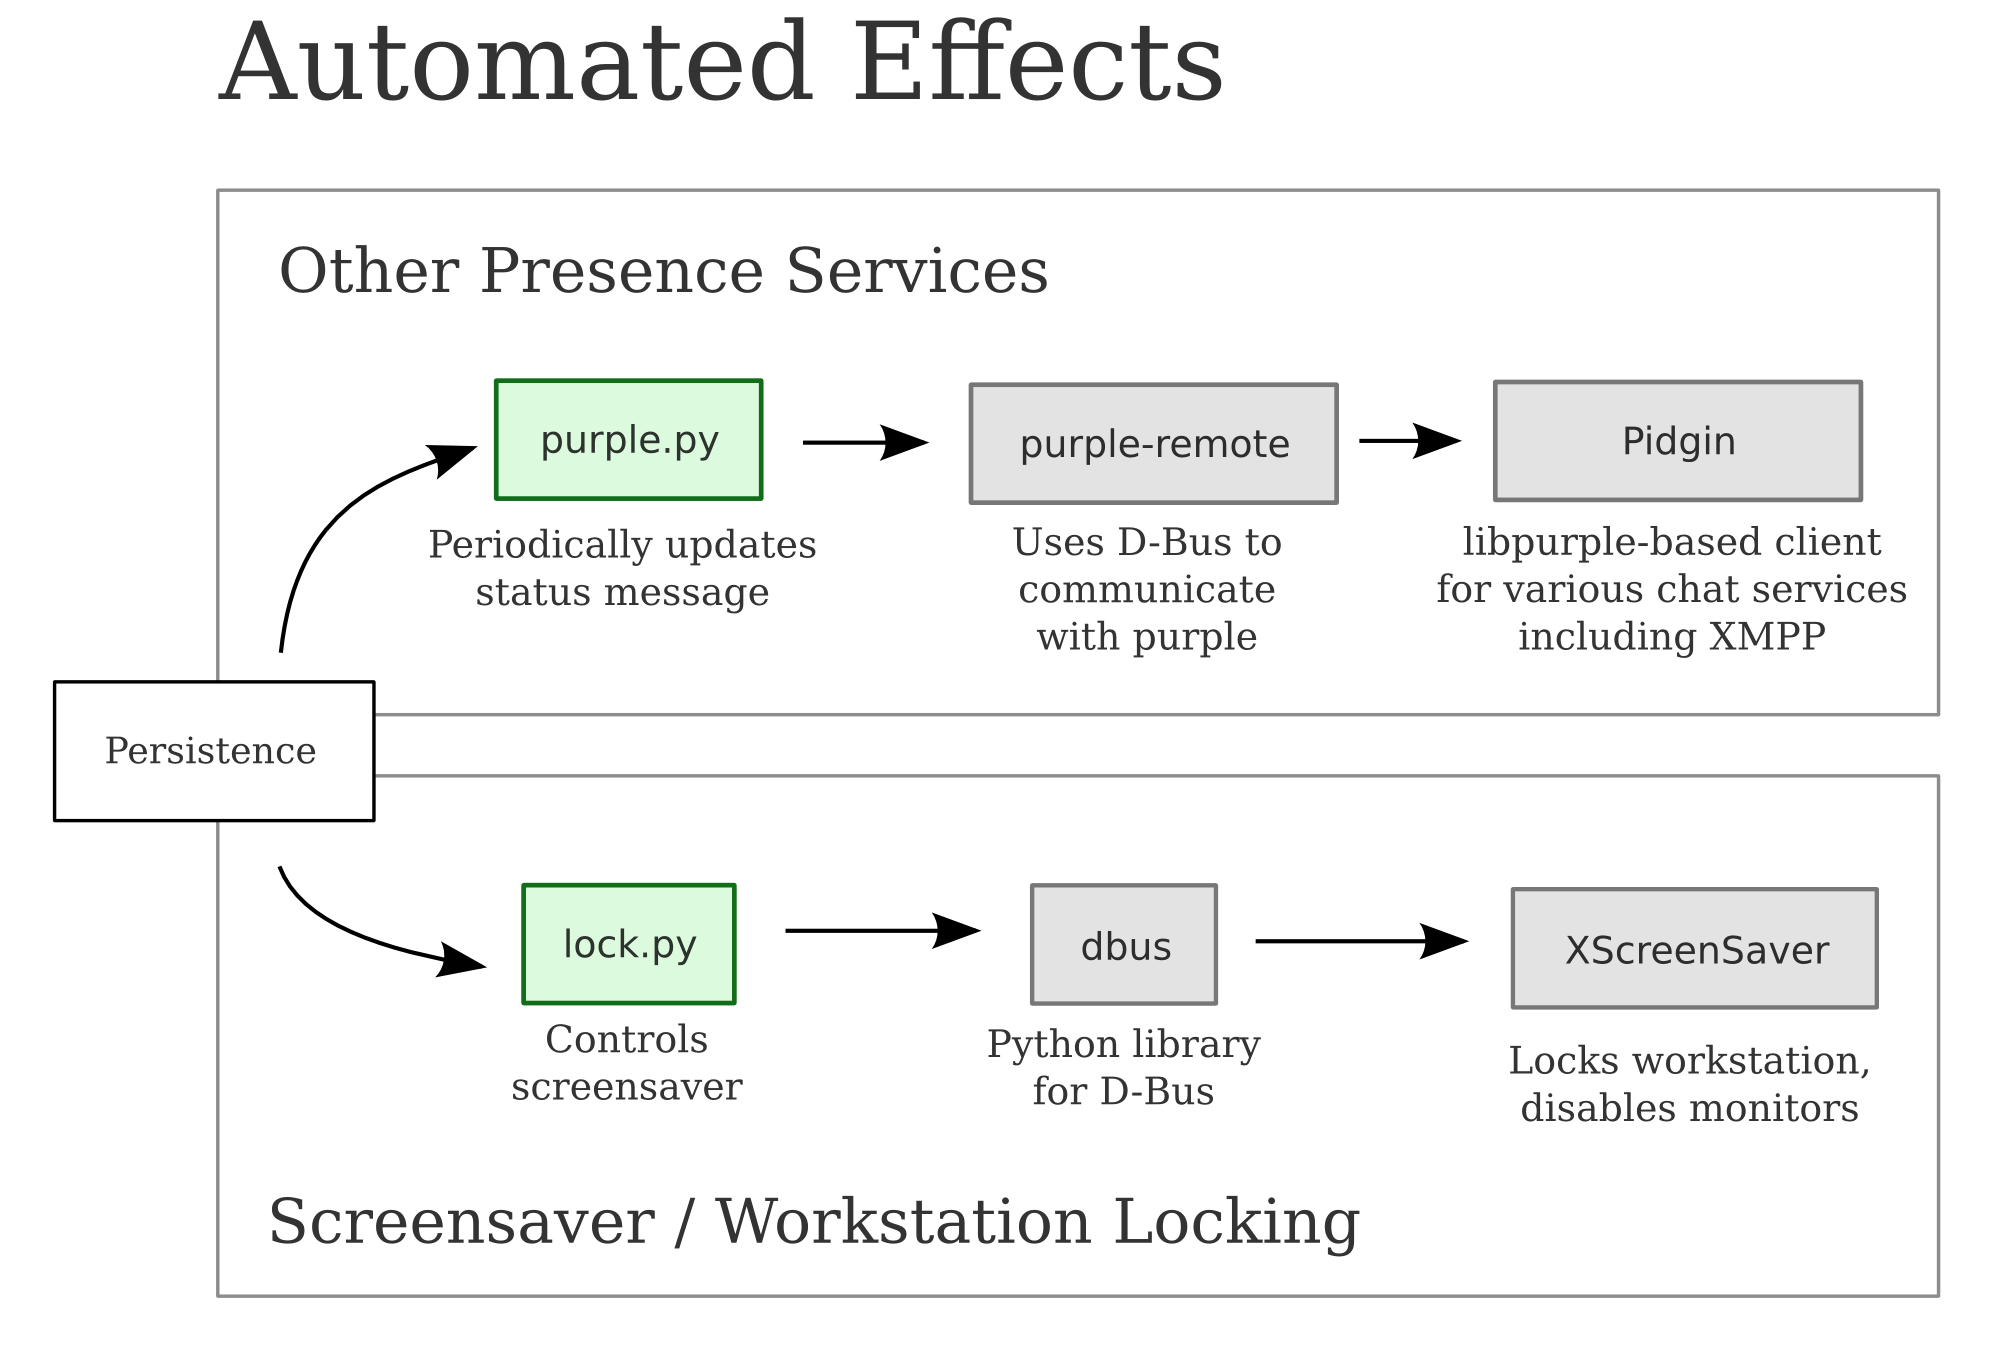 Automated Effects
Other Presence Services
purple.py
purple-remote
Pidgin
Periodically updates
status message
Uses D-Bus to
communicate
with purple
libpurple-based client
for various chat services
including XMPP
Persistence
lock.py
dbus
XScreenSaver
Controls
screensaver
Python library
for D-Bus
Locks workstation,
disables monitors
Screensaver / Workstation Locking